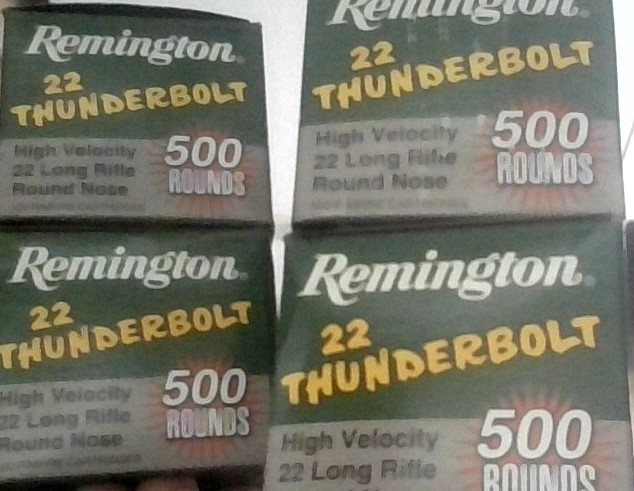 Remington
22
THUNDERBOLT
High Velocity
22 Long Rifle
Round Nose
500
ROUNDS
Remington
22
THUNDERBOLT
High Velocity
22 Long Rifle
Round Nose
500
ROUNDS
Remington
22
THUNDERBOLT
High Velocity
22 Long Rifle
Round Nose
500
ROUNDS
Remington
22
THUNDERBOLT
High Velocity
22 Long Rifle
500
ROUNDS